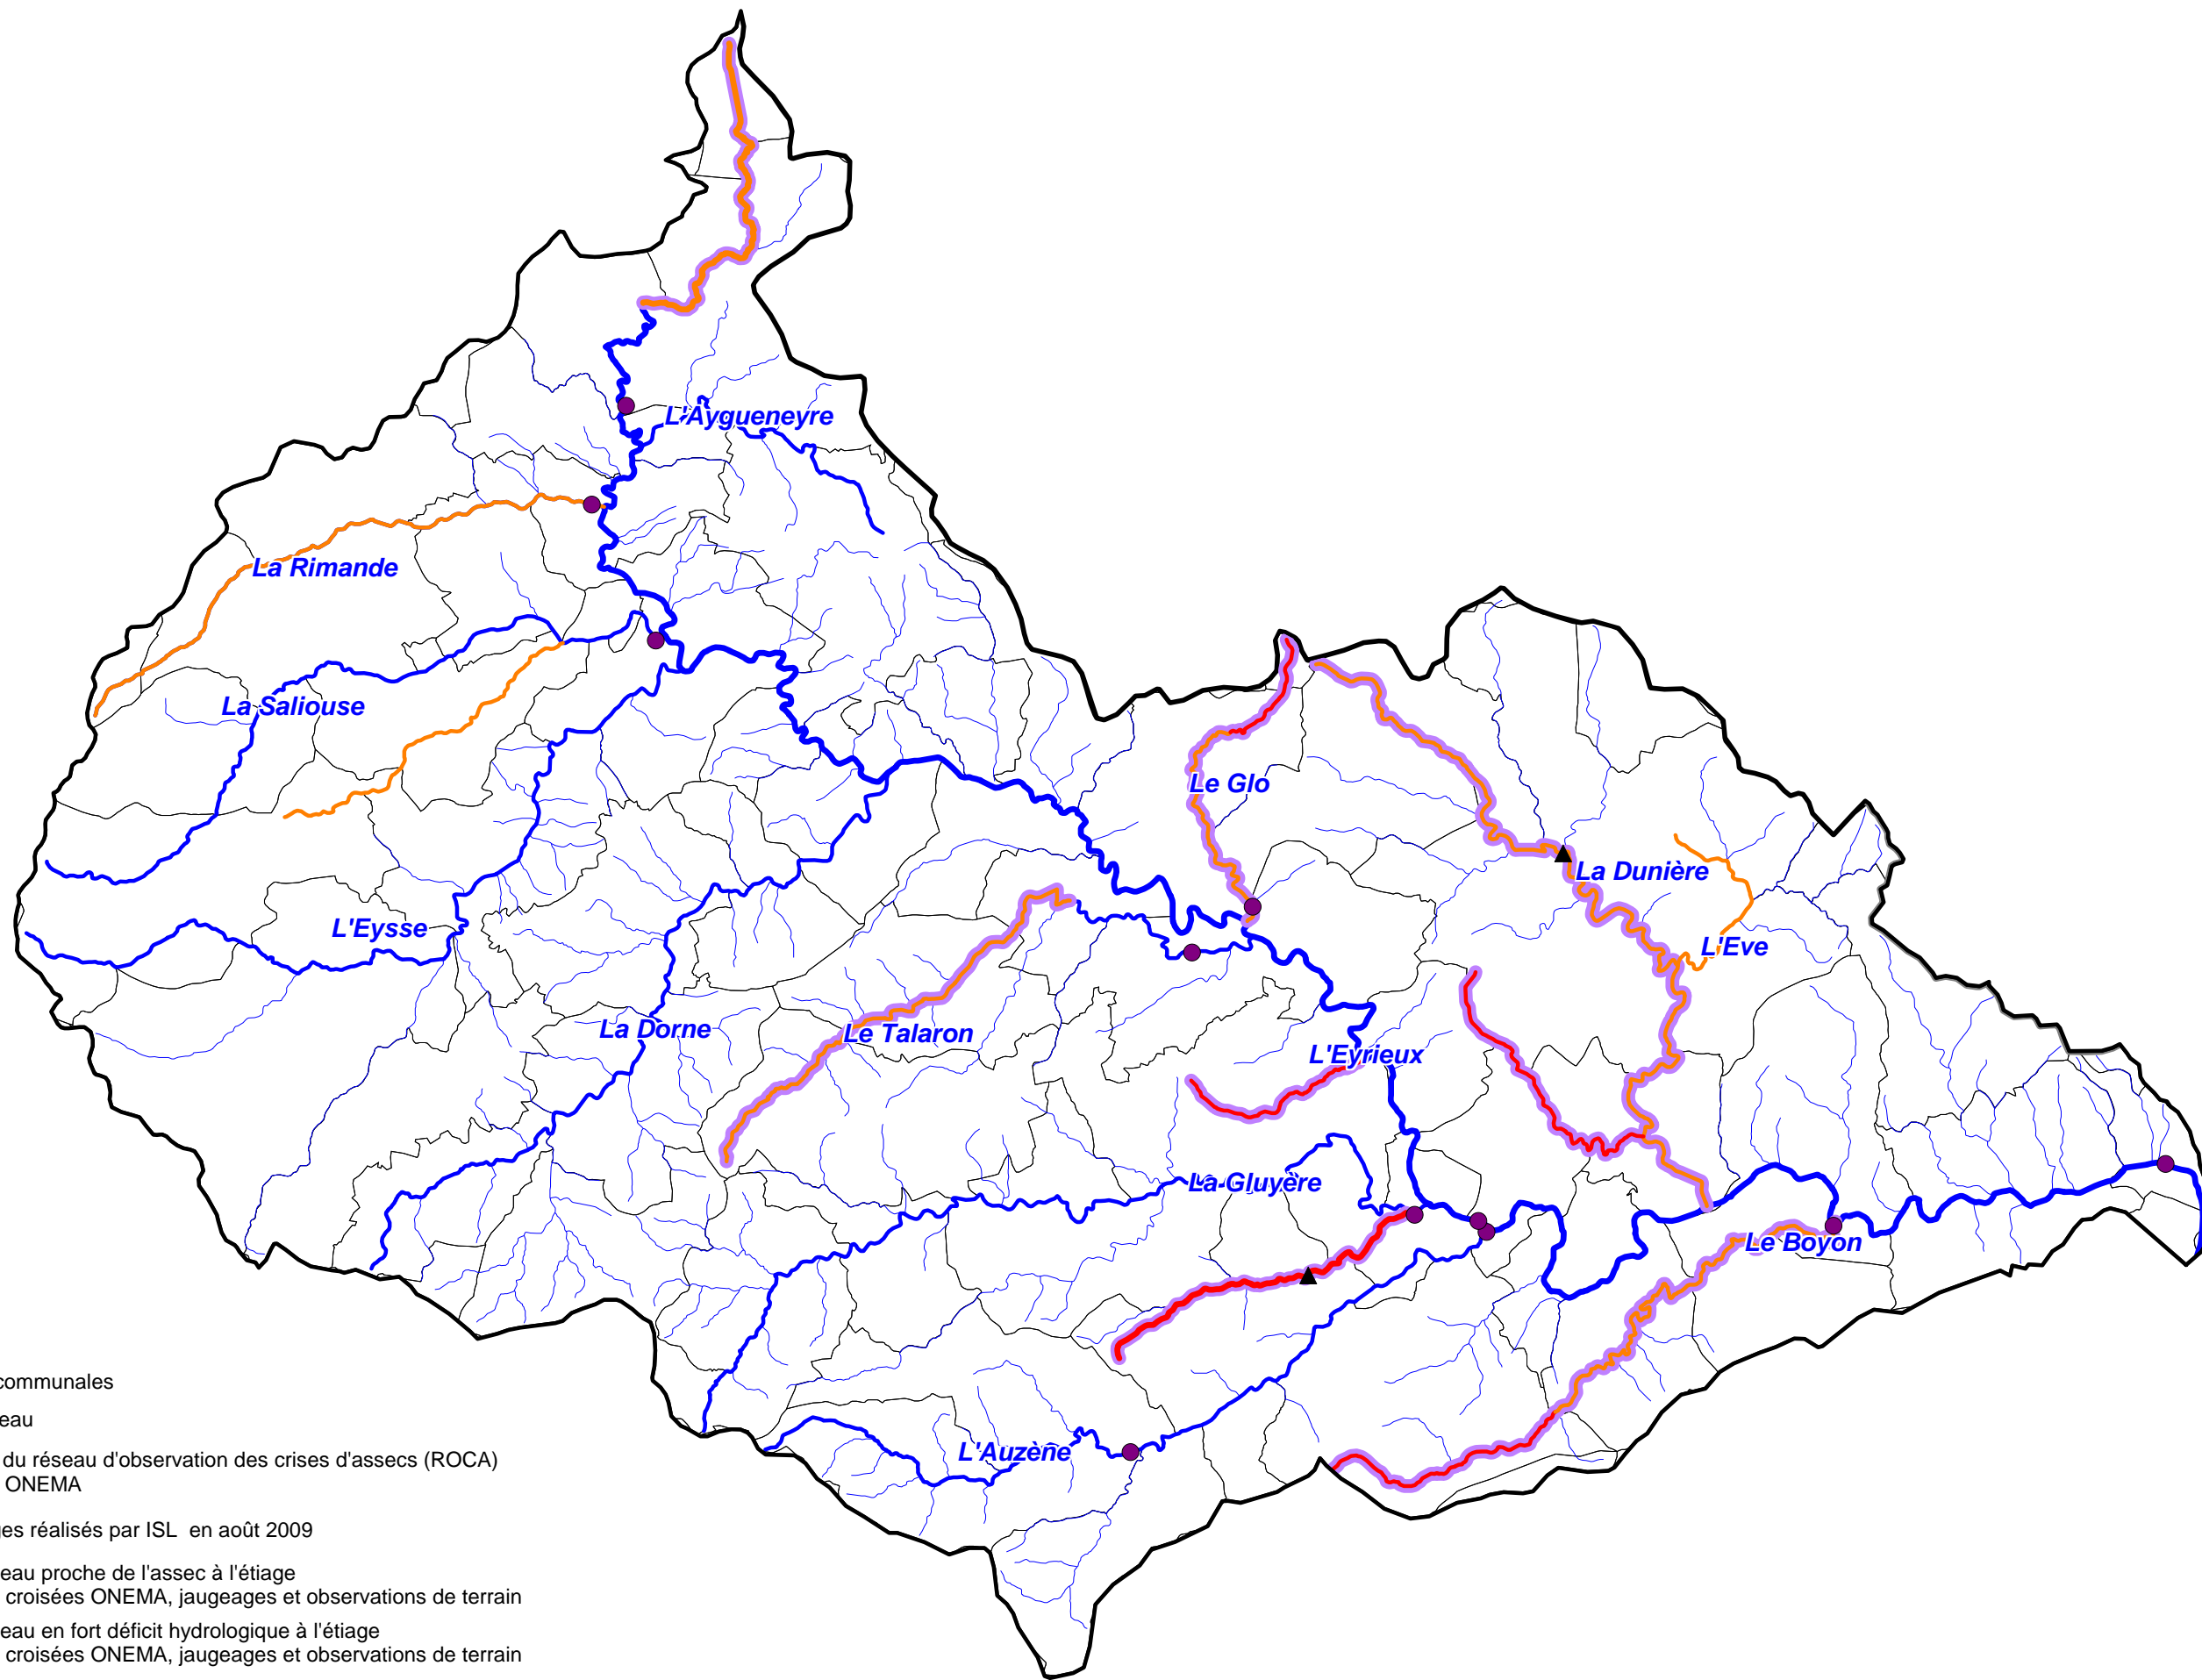 L'Aygueneyre
La Rimande
La Saliouse
Le Glo
La Dunière
L'Eysse
L'Eve
La Dorne
Le Talaron
L'Eyrieux
La Gluyère
Le Boyon
L'Auzène
communales
eau
du réseau d'observation des crises d'assecs (ROCA)
ONEMA
ges réalisés par ISL en août 2009
eau proche de l'assec à l'étiage
croisées ONEMA, jaugeages et observations de terrain
eau en fort déficit hydrologique à l'étiage
croisées ONEMA, jaugeages et observations de terrain